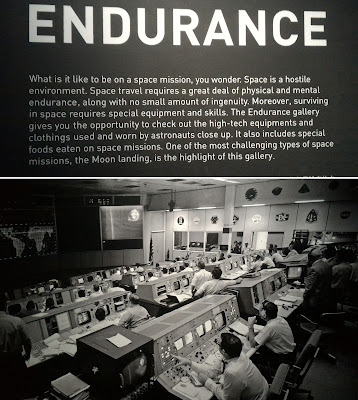 ENDURANCE
What is it like to be on a space mission, you wonder. Space is a hostile
environment. Space travel requires a great deal of physical and mental
endurance, along with no small amount of ingenuity. Moreover, surviving
in space requires special equipment and skills. The Endurance gallery
gives you the opportunity to check out the high-tech equipments and
clothings used and worn by astronauts close up. It also includes special
foods eaten on space missions. One of the most challenging types of space
missions, the Moon landing, is the highlight of this gallery.